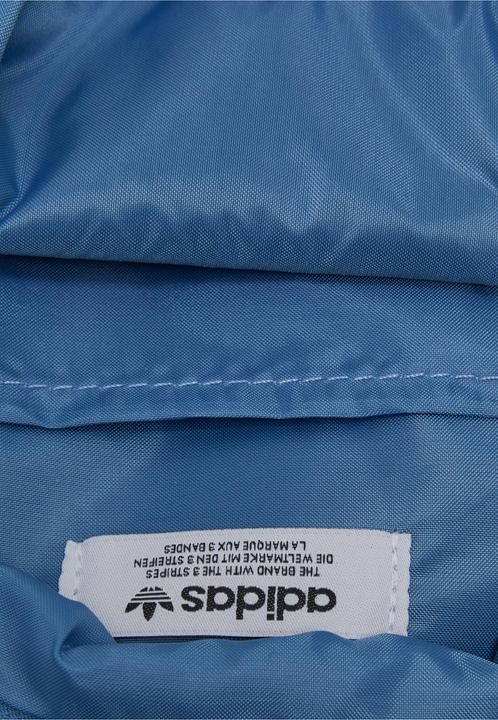 adidas
THE BRAND WITH THE 3 STRIPES
DIE WELTMARKE MIT DEN 3 STREIFEN
LA MARQUE AUX 3 BANDES